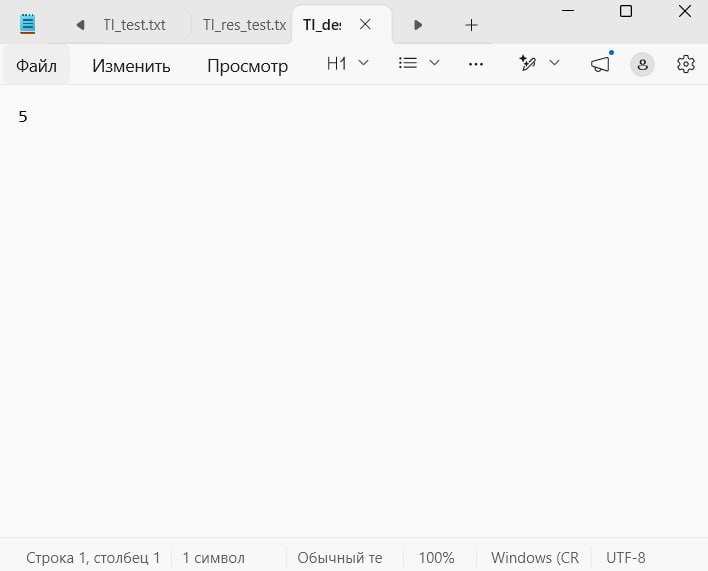 TI_test.txt TI_res_test.tx TI_des
Файл Изменить Просмотр H1
5
Строка 1, столбец 1 1 символ Обычный те 100% Windows (CR UTF-8